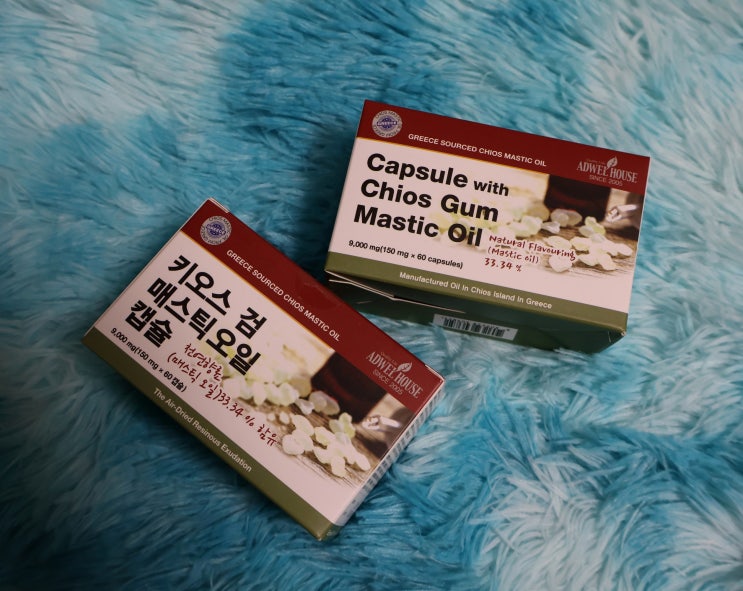 GREECE SOURCED CHIOS MASTIC OIL
ADWEL HOUSE
SINCE 2005
Capsule with
Chios Gum
Mastic Oil
Natural Flavouring
(Mastic oil)
33.34 %
9,000 mg(150 mg × 60 capsules)
Manufactured Oil In Chios Island In Greece
GREECE SOURCED CHIOS MASTIC OIL
ADWEL HOUSE
SINCE 2005
키오스 검
매스틱오일
캡슐
9,000 mg(150 mg × 60 캡슐)
천연향료
(매스틱 오일)33.34% 함유
The Air-Dried Resinous Exudation